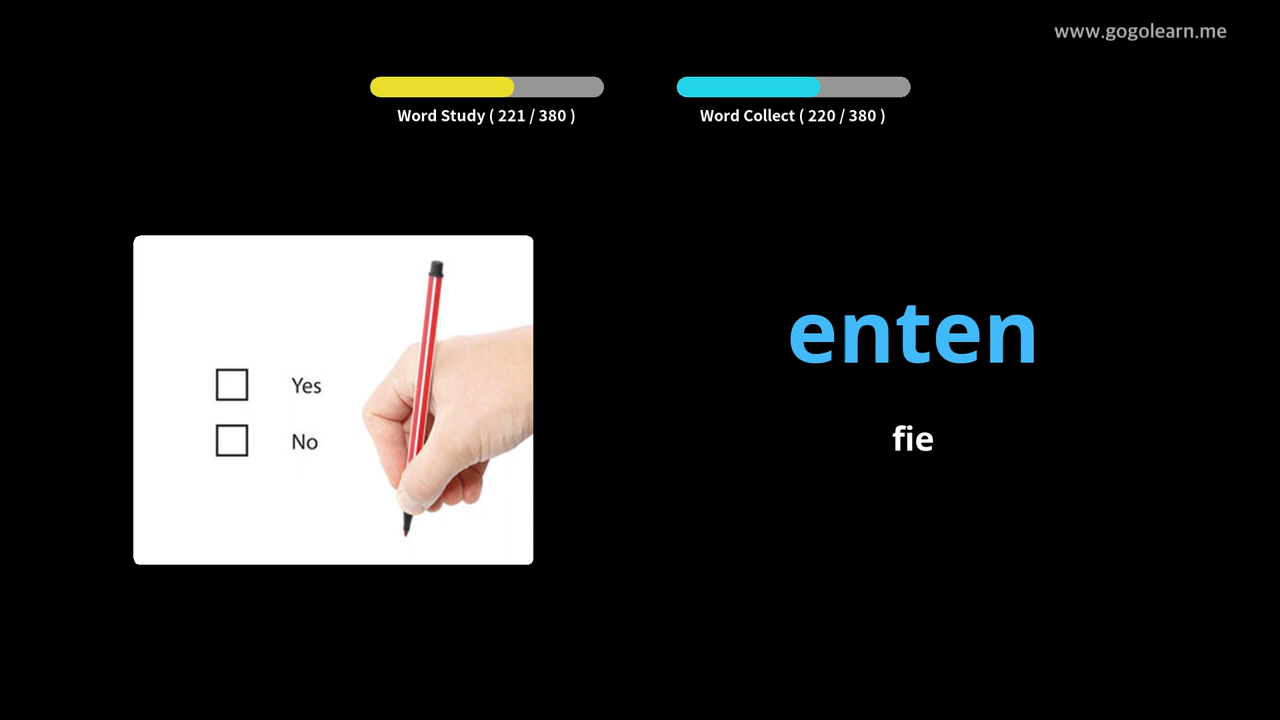 www.gogolearn.me
Word Study ( 221 / 380 )
Word Collect ( 220 / 380 )
Yes
No
enten
fie